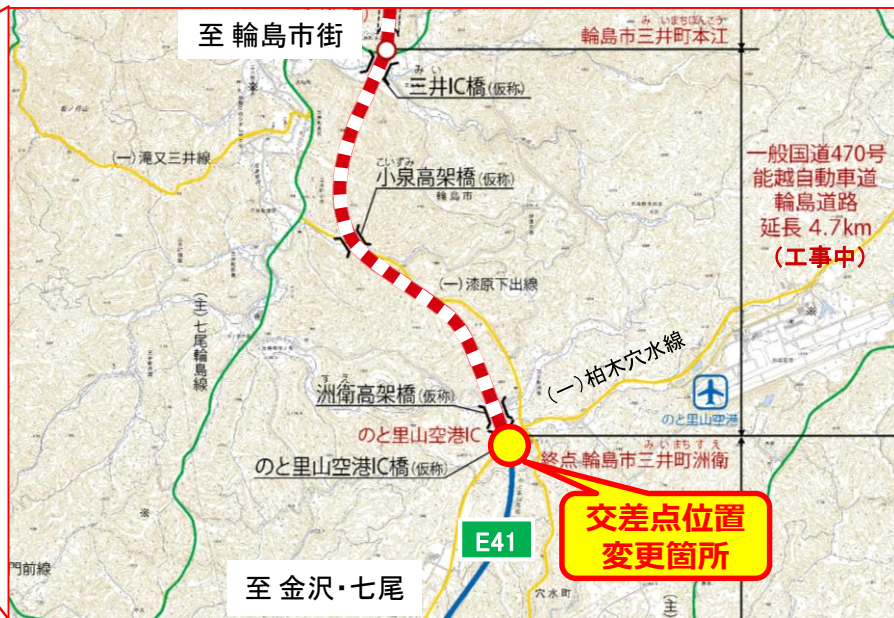 至 輪島市街
み い まちほんこう
輪島市三井町本江
み い
三井IC橋(仮称)
(一)滝又三井線
こいずみ
小泉高架橋(仮称)
輪島市
一般国道470号
能越自動車道
輪島道路
延長 4.7km
(工事中)
(一)漆原下出線
(主)七尾輪島線
(一)柏木穴水線
す え
洲衛高架橋(仮称)
のと里山空港
のと里山空港IC
み い まち す え
終点 輪島市三井町洲衛
のと里山空港IC橋(仮称)
交差点位置
変更箇所
E41
門前線
至 金沢・七尾
穴水町
(主)